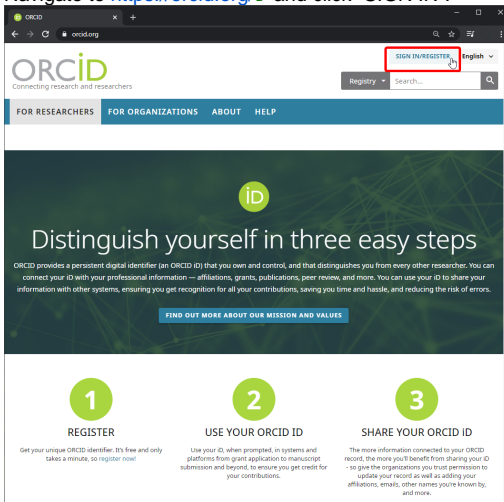 Navigate to https://orcid.org/ and click
ORCID
orcid.org
SIGN IN/REGISTER English
ORCID
Connecting research and researchers
Registry Search...
FOR RESEARCHERS FOR ORGANIZATIONS ABOUT HELP
iD
Distinguish yourself in three easy steps
ORCID provides a persistent digital identifier (an ORCID iD) that you own and control, and that distinguishes you from every other researcher. You can
connect your iD with your professional information — affiliations, grants, publications, peer review, and more. You can use your iD to share your
information with other systems, ensuring you get recognition for all your contributions, saving you time and hassle, and reducing the risk of errors.
FIND OUT MORE ABOUT OUR MISSION AND VALUES
1
REGISTER
Get your unique ORCID identifier. It's free and only
takes a minute, so register now!
2
USE YOUR ORCID iD
Use your iD, when prompted, in systems and
platforms from grant application to manuscript
submission and beyond, to ensure you get credit for
your contributions.
3
SHARE YOUR ORCID iD
The more information connected to your ORCID
record, the more you'll benefit from sharing your iD
- so give the organizations you trust permission to
update your record as well as adding your
affiliations, emails, other names you're known by,
and more.